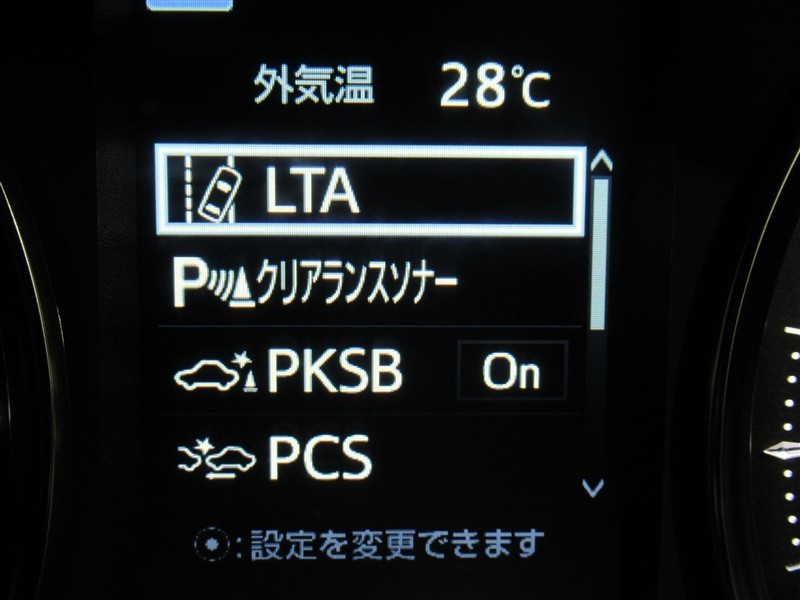 外気温 28℃
LTA
Pクリアランスソナー
PKSB On
PCS
:設定を変更できます